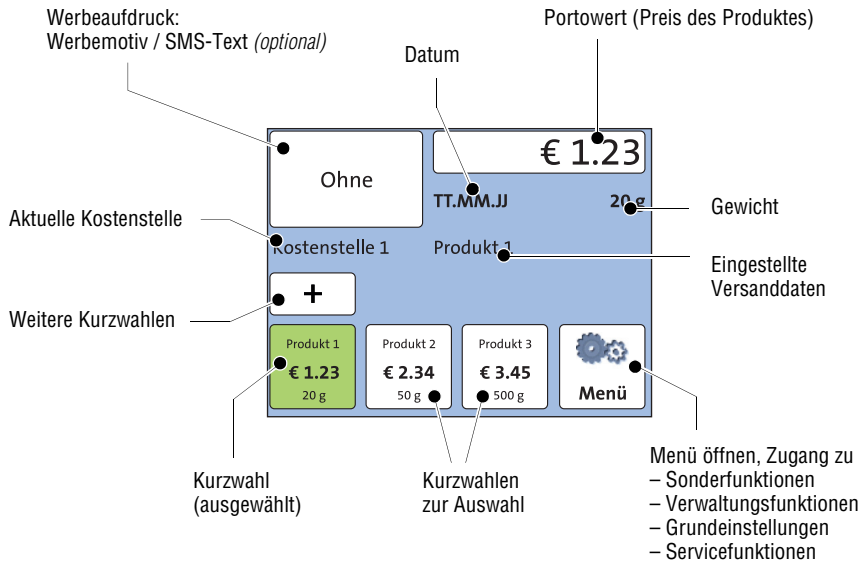 Werbeaufdruck:
Werbemotiv / SMS-Text (optional)
Portowert (Preis des Produktes)
Datum
€ 1.23
Ohne
TT.MM.JJ
20 g
Gewicht
Aktuelle Kostenstelle
Kostenstelle 1
Produkt 1
Eingestellte
Versanddaten
+
Weitere Kurzwahlen
Produkt 1
€ 1.23
20 g
Produkt 2
€ 2.34
50 g
Produkt 3
€ 3.45
500 g
Menü
Kurzwahl
(ausgewählt)
Kurzwahlen
zur Auswahl
Menü öffnen, Zugang zu
– Sonderfunktionen
– Verwaltungsfunktionen
– Grundeinstellungen
– Servicefunktionen